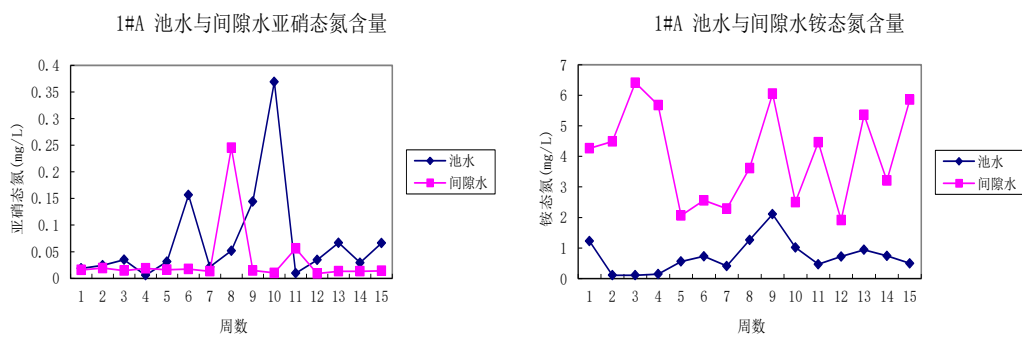 1#A 池水与间隙水亚硝态氮含量
0.4
0.35
0.3
0.25
0.2
0.15
0.1
0.05
0
亚硝态氮(mg/L)
1 2 3 4 5 6 7 8 9 10 11 12 13 14 15
周数
池水
间隙水
1#A 池水与间隙水铵态氮含量
7
6
5
4
3
2
1
0
铵态氮(mg/L)
1 2 3 4 5 6 7 8 9 10 11 12 13 14 15
周数
池水
间隙水